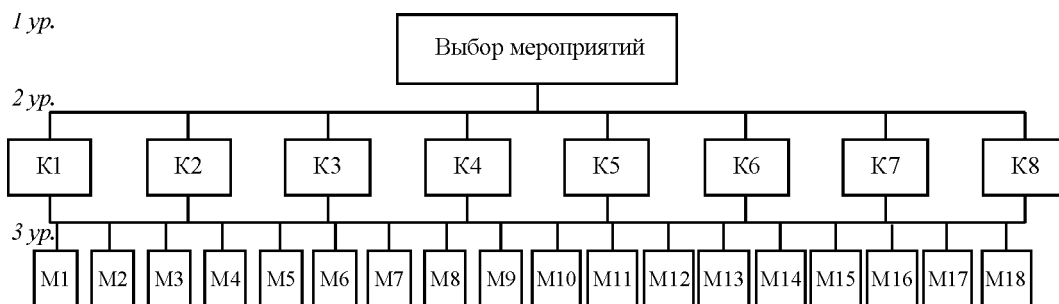 1 ур.
Выбор мероприятий
2 ур.
К1 К2 К3 К4 К5 К6 К7 К8
3 ур.
М1 М2 М3 М4 М5 М6 М7 М8 М9 М10 М11 М12 М13 М14 М15 М16 М17 М18